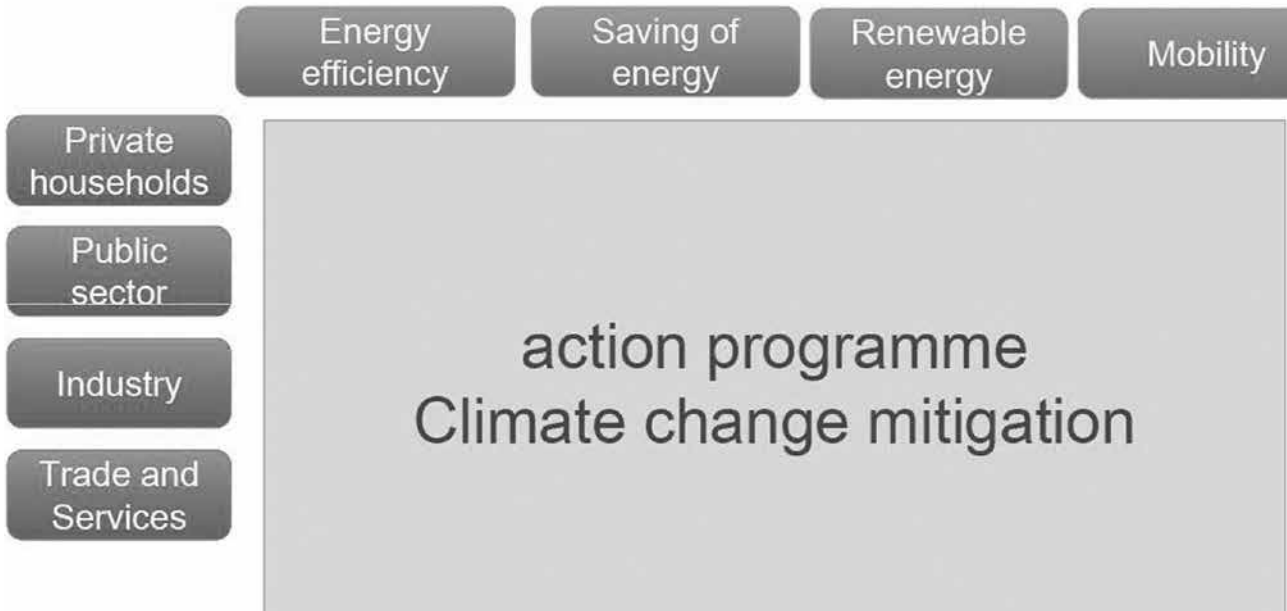 Energy
efficiency
Saving of
energy
Renewable
energy
Mobility
Private
households
Public
sector
Industry
Trade and
Services
action programme
Climate change mitigation